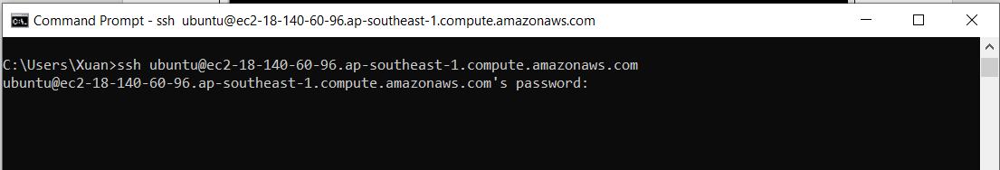 Command Prompt - ssh  ubuntu@ec2-18-140-60-96.ap-southeast-1.compute.amazonaws.com
C:\Users\Xuan>ssh ubuntu@ec2-18-140-60-96.ap-southeast-1.compute.amazonaws.com
ubuntu@ec2-18-140-60-96.ap-southeast-1.compute.amazonaws.com's password: